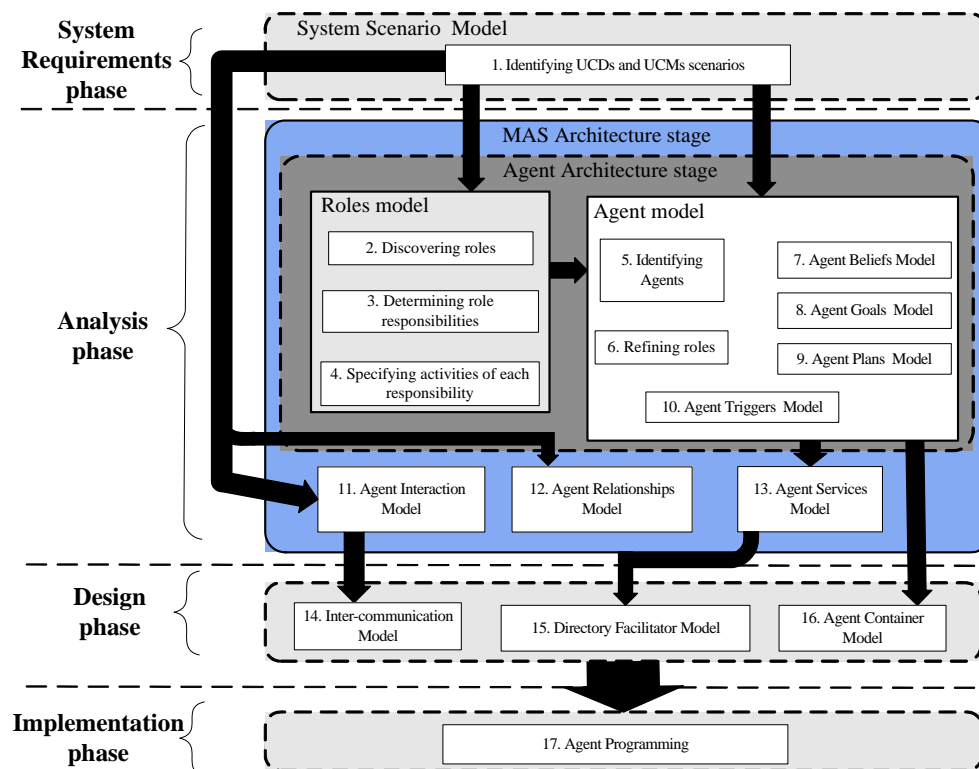 System
Requirements
phase
System Scenario Model
1. Identifying UCDs and UCMs scenarios
MAS Architecture stage
Agent Architecture stage
Analysis
phase
Roles model
2. Discovering roles
3. Determining role
responsibilities
4. Specifying activities of each
responsibility
Agent model
5. Identifying
Agents
6. Refining roles
7. Agent Beliefs Model
8. Agent Goals Model
9. Agent Plans Model
10. Agent Triggers Model
11. Agent Interaction
Model
12. Agent Relationships
Model
13. Agent Services
Model
Design
phase
14. Inter-communication
Model
15. Directory Facilitator Model
16. Agent Container
Model
Implementation
phase
17. Agent Programming